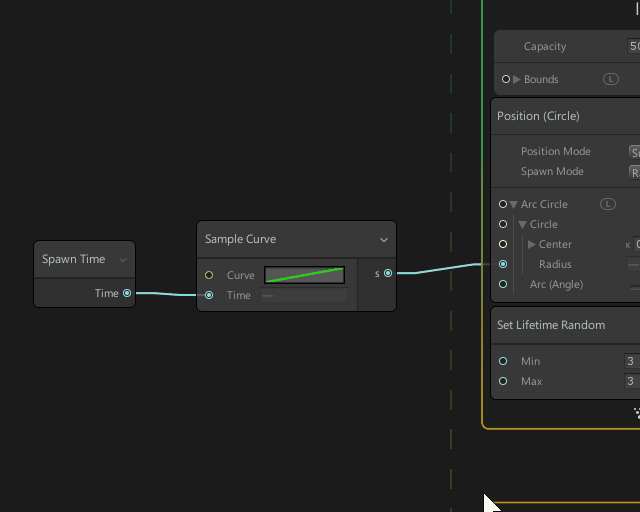 Capacity 50
Bounds L
Position (Circle)
Position Mode
Spawn Mode
Arc Circle L
Circle
Center x
Radius
Arc (Angle)
Set Lifetime Random
Min 3
Max 3
Sample Curve
Curve
Time
s
Spawn Time
Time